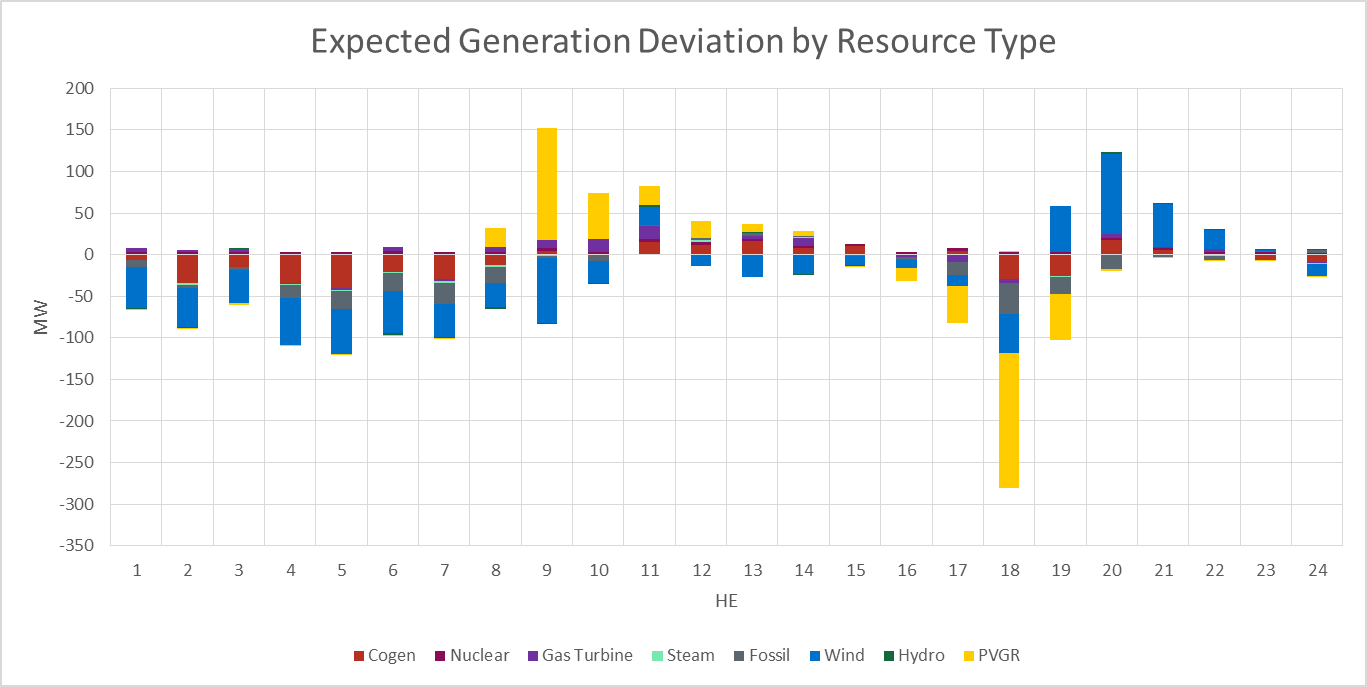 Expected Generation Deviation by Resource Type
200
150
100
50
0
-50
-100
-150
-200
-250
-300
-350
MW
1 2 3 4 5 6 7 8 9 10 11 12 13 14 15 16 17 18 19 20 21 22 23 24
HE
Cogen Nuclear Gas Turbine Steam Fossil Wind Hydro PVGR